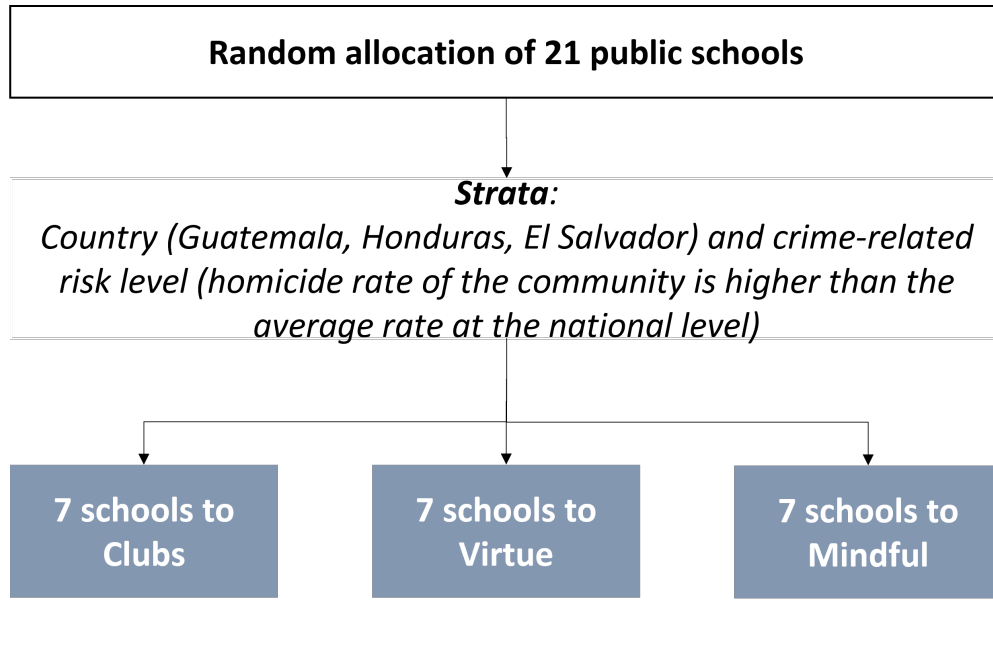 Random allocation of 21 public schools
Strata:
Country (Guatemala, Honduras, El Salvador) and crime-related
risk level (homicide rate of the community is higher than the
average rate at the national level)
7 schools to
Clubs
7 schools to
Virtue
7 schools to
Mindful